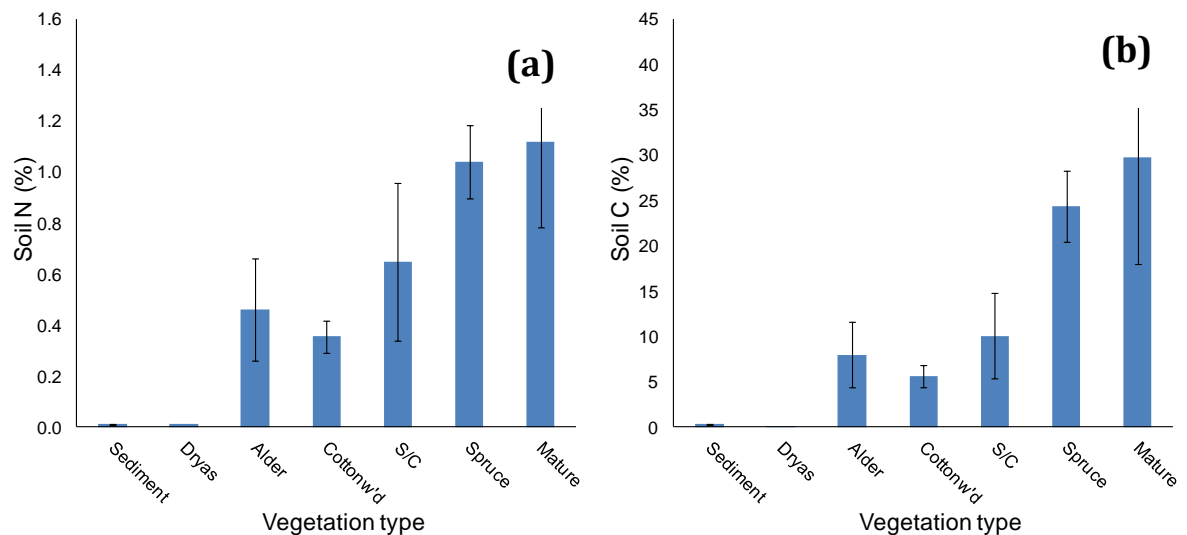 (a)
Soil N (%)
1.6
1.4
1.2
1.0
0.8
0.6
0.4
0.2
0.0
Sediment
Dryas
Alder
Cottonw'd
S/C
Spruce
Mature
Vegetation type
(b)
Soil C (%)
45
40
35
30
25
20
15
10
5
0
Sediment
Dryas
Alder
Cottonw'd
S/C
Spruce
Mature
Vegetation type